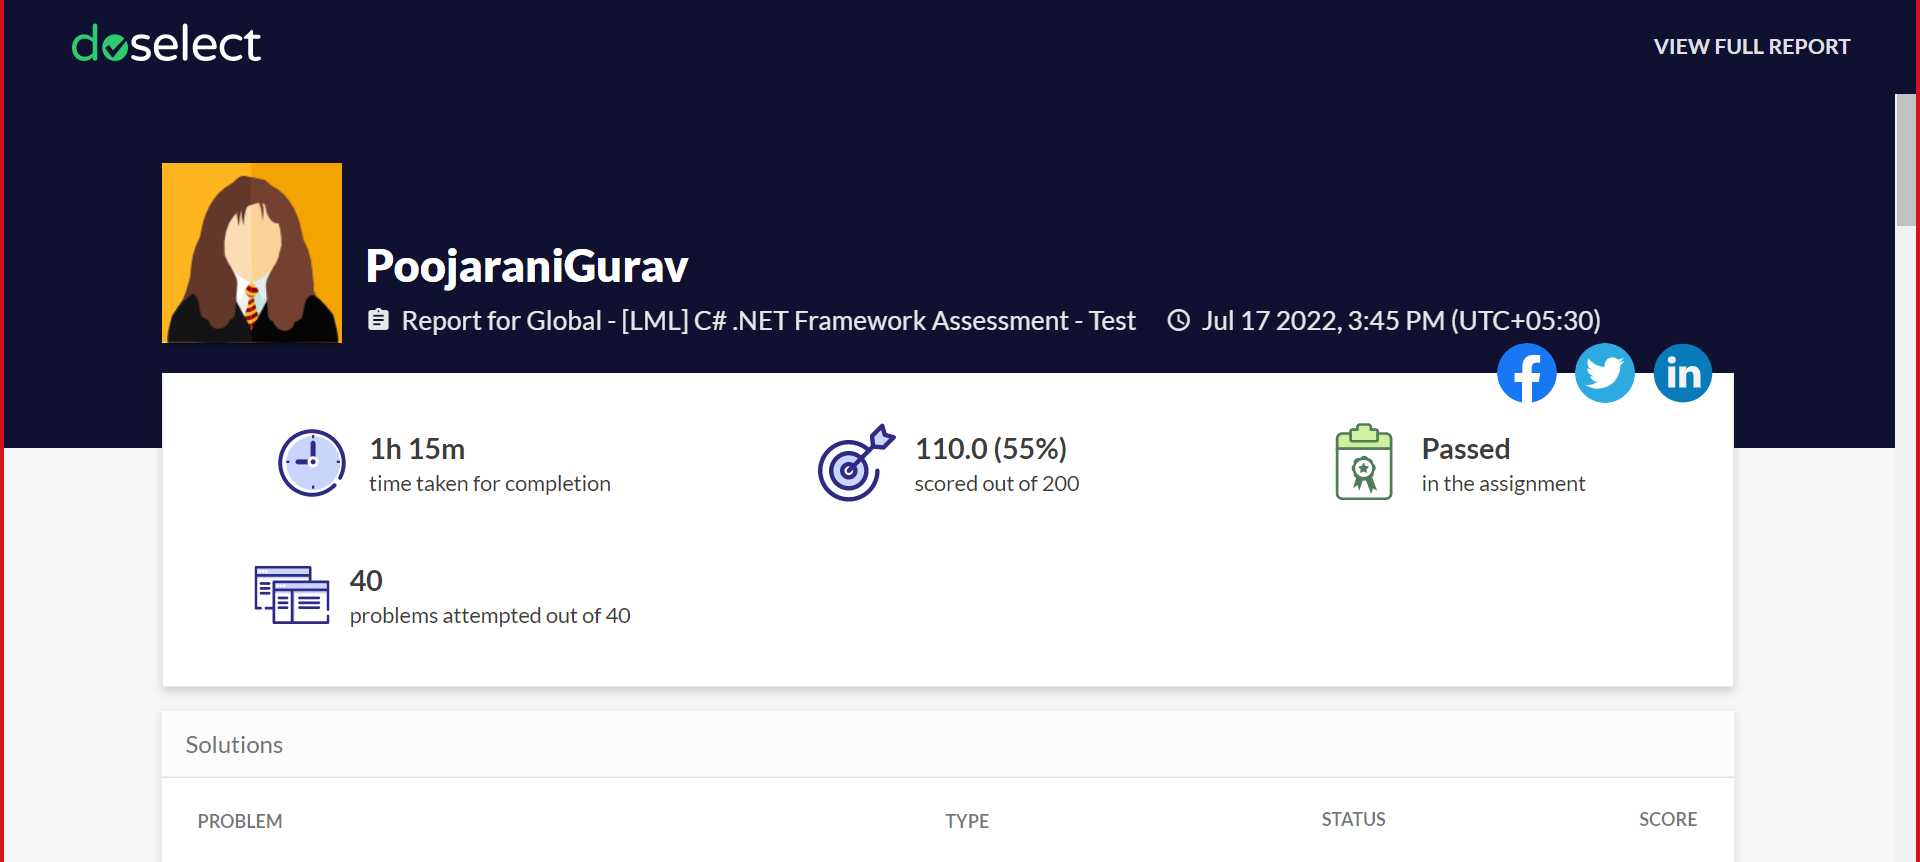 doselect
VIEW FULL REPORT
PoojaraniGurav
Report for Global - [LML] C# .NET Framework Assessment - Test
Jul 17 2022, 3:45 PM (UTC+05:30)
1h 15m
time taken for completion
110.0 (55%)
scored out of 200
Passed
in the assignment
40
problems attempted out of 40
Solutions
PROBLEM TYPE STATUS SCORE